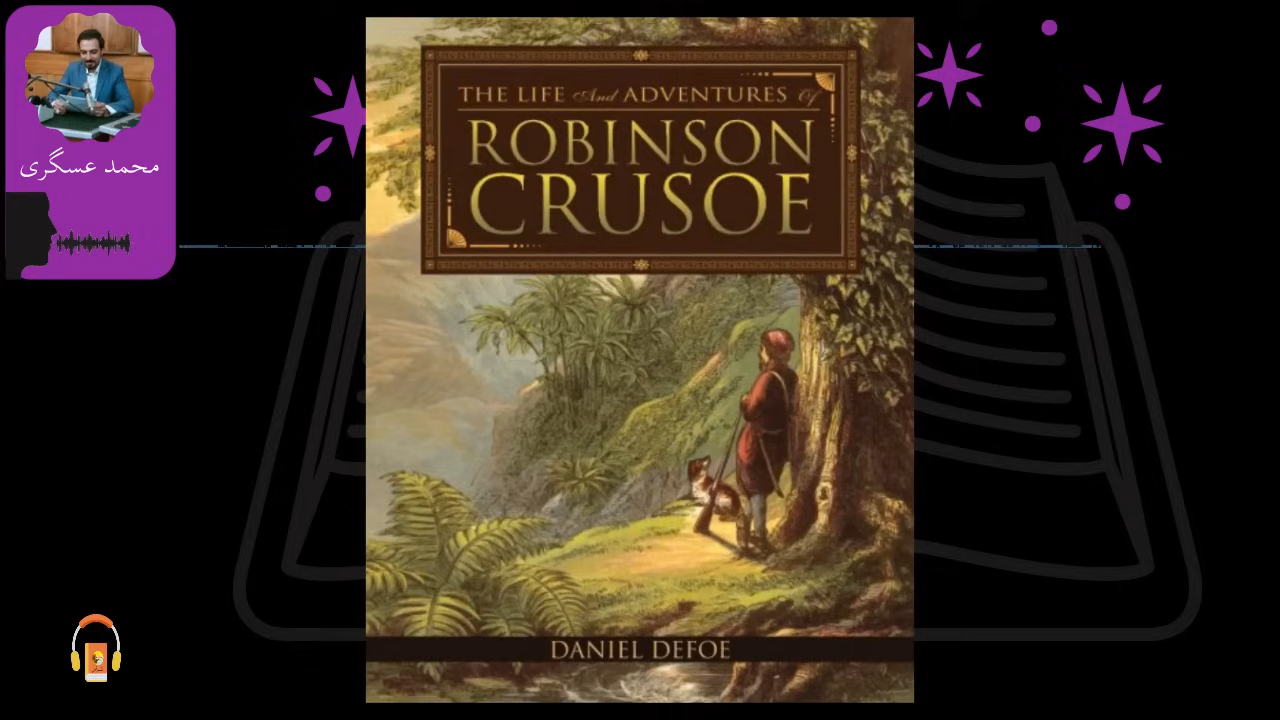 محمد عسگری
THE LIFE And ADVENTURES Of
ROBINSON
CRUSOE
DANIEL DEFOE